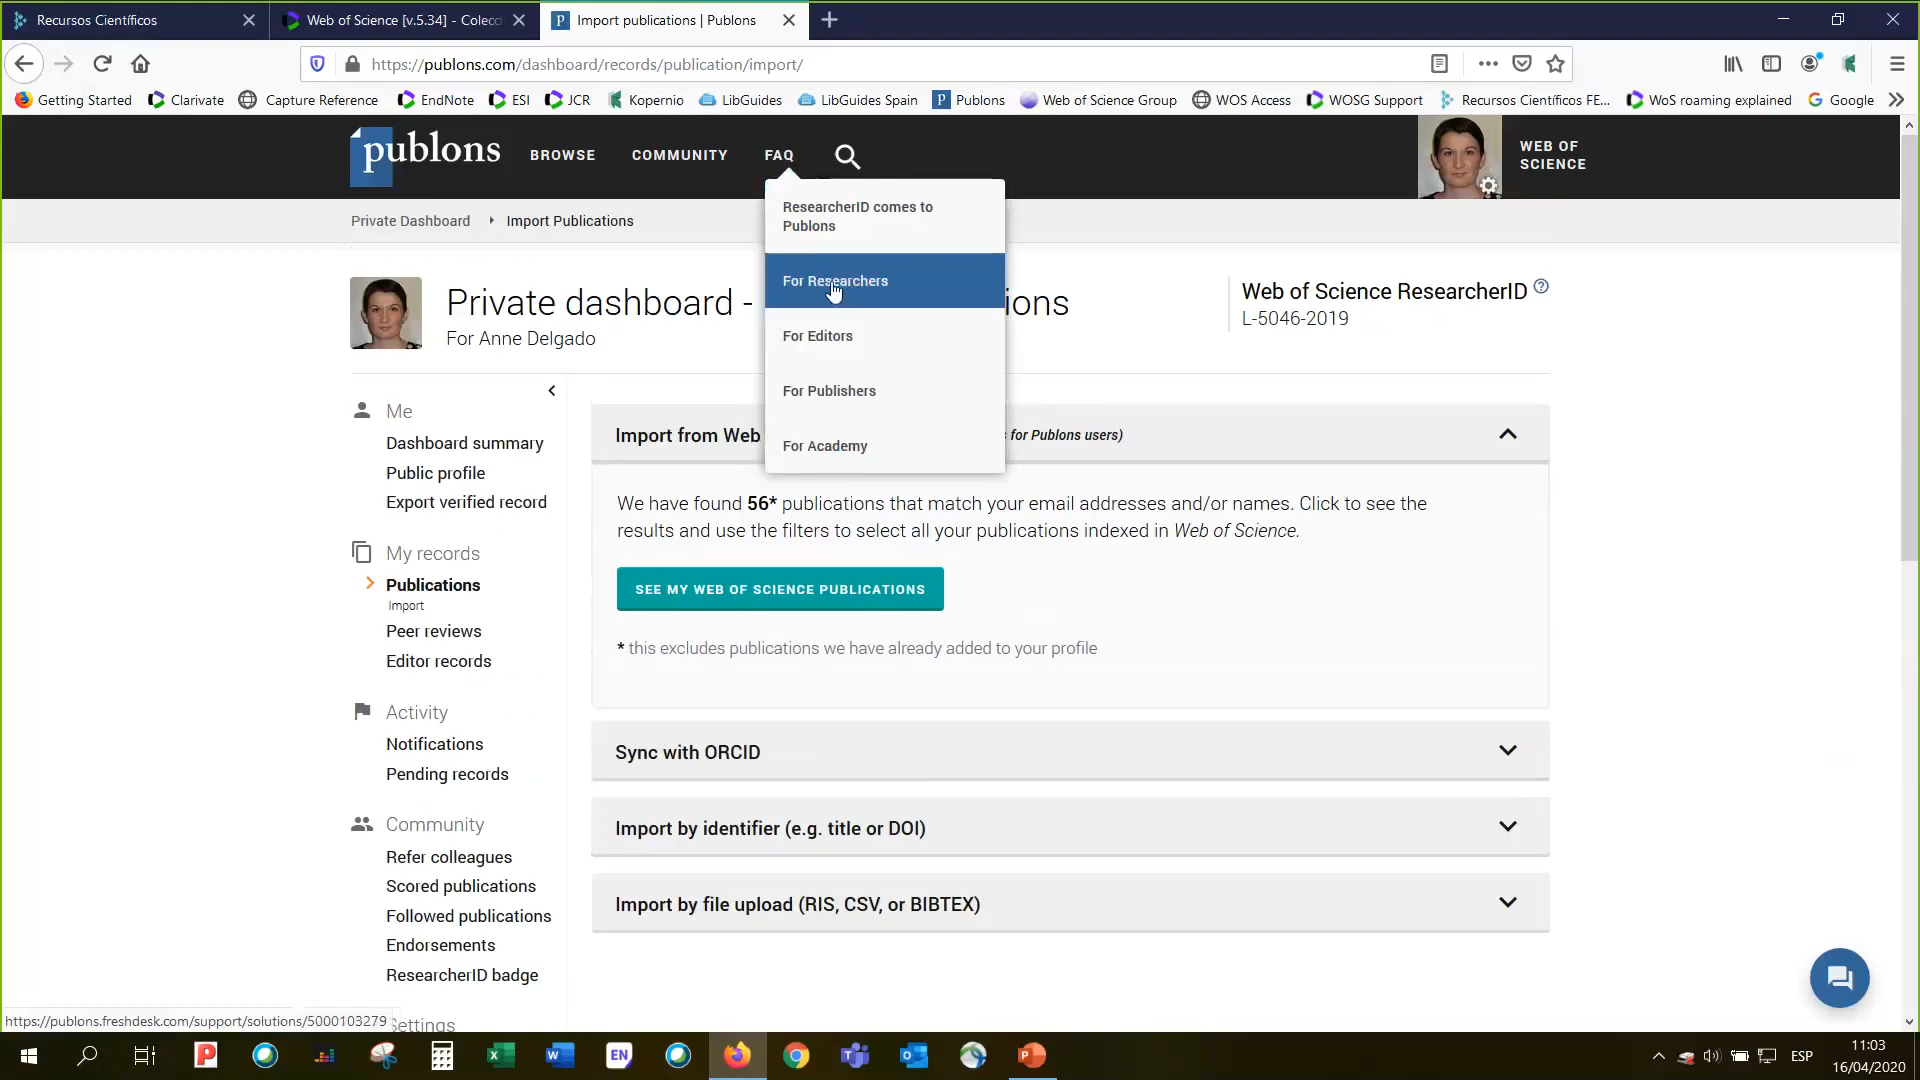 Recursos Científicos
Web of Science [v.5.34] - Colecc
Import publications | Publons
https://publons.com/dashboard/records/publication/import/
Getting Started
Clarivate
Capture Reference
EndNote
ESI
JCR
Kopernio
LibGuides
LibGuides Spain
Publons
Web of Science Group
WOS Access
WOSG Support
Recursos Científicos FE...
WoS roaming explained
Google
publons
BROWSE
COMMUNITY
FAQ
WEB OF
SCIENCE
ResearcherID comes to
Publons
For Researchers
For Editors
For Publishers
For Academy
Private Dashboard
Import Publications
Private dashboard -
ions
For Anne Delgado
Web of Science ResearcherID
L-5046-2019
Me
Dashboard summary
Public profile
Export verified record
My records
Publications
Import
Peer reviews
Editor records
Activity
Notifications
Pending records
Community
Refer colleagues
Scored publications
Followed publications
Endorsements
ResearcherID badge
Settings
Import from Web
for Publons users)
We have found 56* publications that match your email addresses and/or names. Click to see the
results and use the filters to select all your publications indexed in Web of Science.
SEE MY WEB OF SCIENCE PUBLICATIONS
* this excludes publications we have already added to your profile
Sync with ORCID
Import by identifier (e.g. title or DOI)
Import by file upload (RIS, CSV, or BIBTEX)
https://publons.freshdesk.com/support/solutions/5000103279
EN
ESP
11:03
16/04/2020